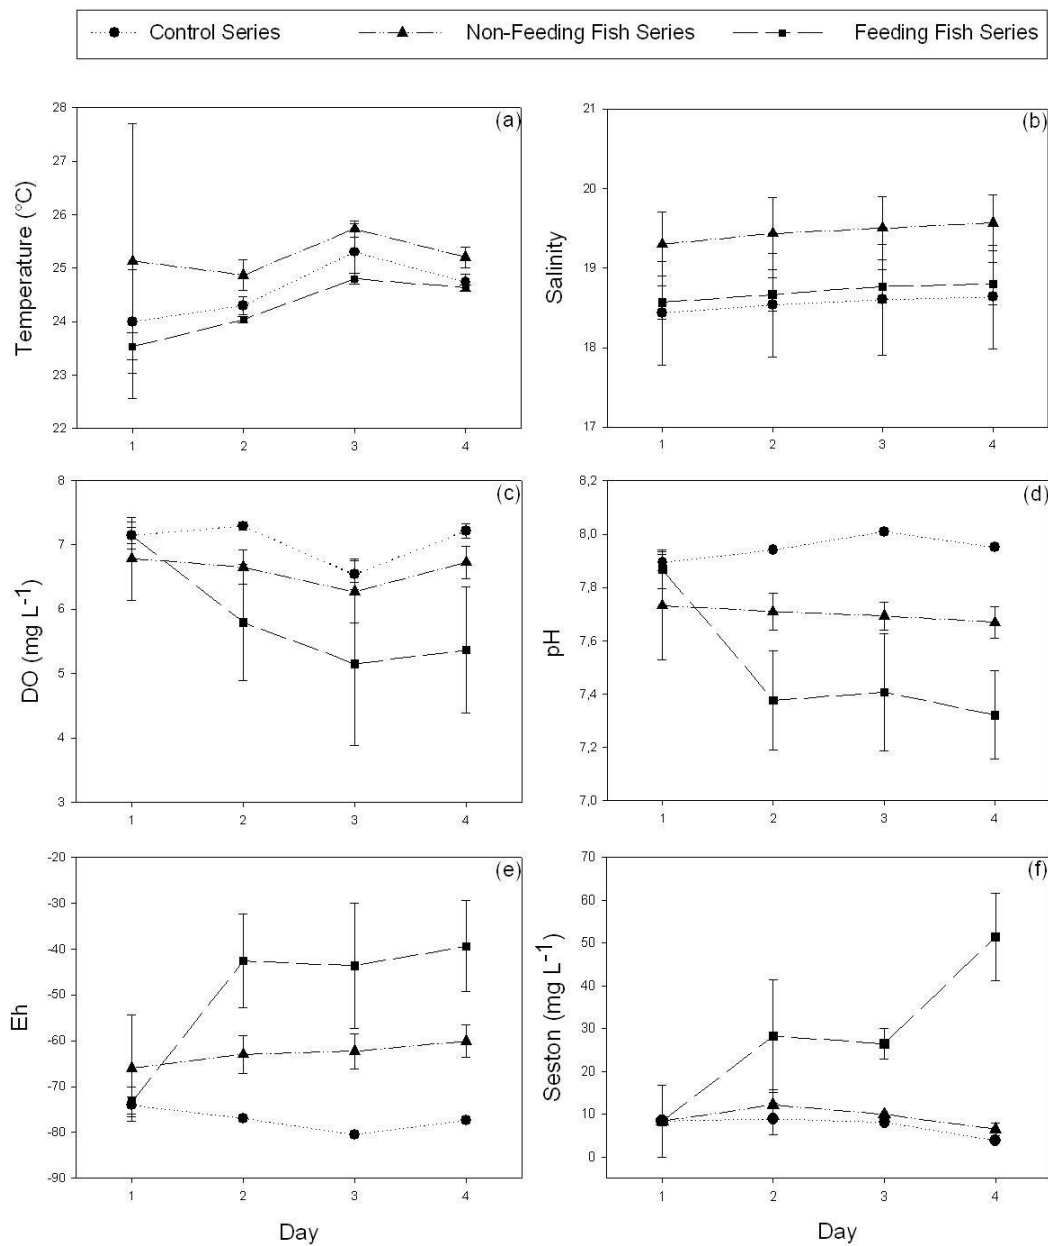 Control Series Non-Feeding Fish Series Feeding Fish Series
(a)
28
27
26
25
24
23
22
Temperature (°C)
1 2 3 4
(b)
21
20
19
18
17
Salinity
1 2 3 4
(c)
8
7
6
5
4
3
DO (mg L-1)
1 2 3 4
(d)
8,2
8,0
7,8
7,6
7,4
7,2
7,0
pH
1 2 3 4
(e)
-20
-30
-40
-50
-60
-70
-80
-90
Eh
1 2 3 4
Day
(f)
70
60
50
40
30
20
10
0
Seston (mg L-1)
1 2 3 4
Day